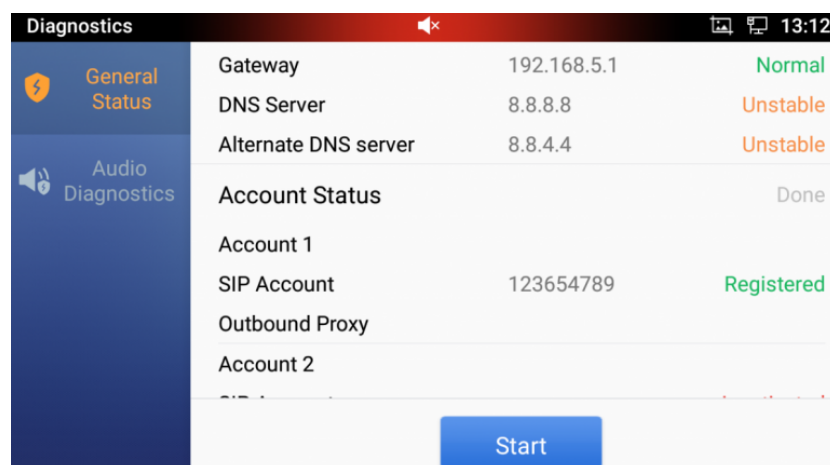 Diagnostics 13:12
General
Status
Audio
Diagnostics
Gateway 192.168.5.1 Normal
DNS Server 8.8.8.8 Unstable
Alternate DNS server 8.8.4.4 Unstable
Account Status Done
Account 1
SIP Account 123654789 Registered
Outbound Proxy
Account 2
Start